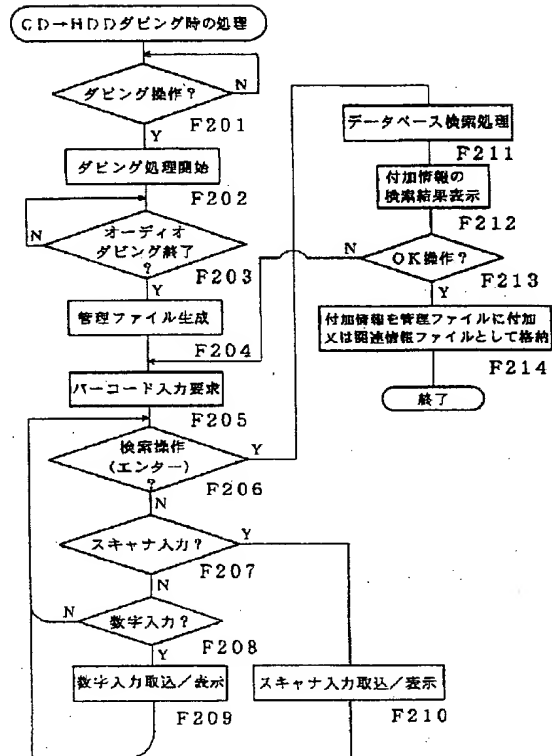 CD→HDDダビング時の処理
ダビング操作?
N
F201
Y
ダビング処理開始
F202
N
オーディオ
ダビング終了
?
F203
Y
管理ファイル生成
F204
バーコード入力要求
F205
検索操作
(エンター)
?
Y
F206
N
スキャナ入力?
Y
F207
N
N
数字入力?
F208
Y
数字入力取込/表示
F209
スキャナ入力取込/表示
F210
データベース検索処理
F211
付加情報の
検索結果表示
F212
N
OK操作?
F213
Y
付加情報を管理ファイルに付加
又は関連情報ファイルとして格納
F214
終了